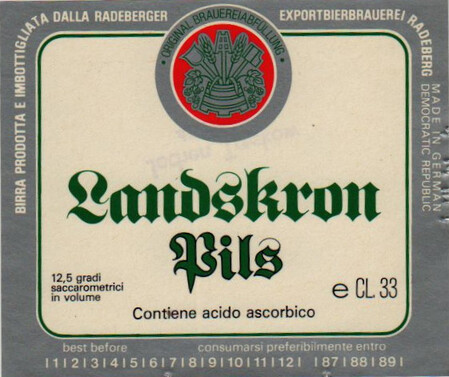 BIRRA PRODOTTA E IMBOTTIGLIATA DALLA RADEBERGER EXPORTBIERBRAUEREI RADEBERG
MADE IN GERMAN
DEMOCRATIC REPUBLIC
· ORIGINAL BRAUEREIABFÜLLUNG ·
Landskron
Pils
12,5 gradi
saccarometrici
in volume
e CL. 33
Contiene acido ascorbico
best before consumarsi preferibilmente entro
|1|2|3|4|5|6|7|8|9|10|11|12| |87|88|89|